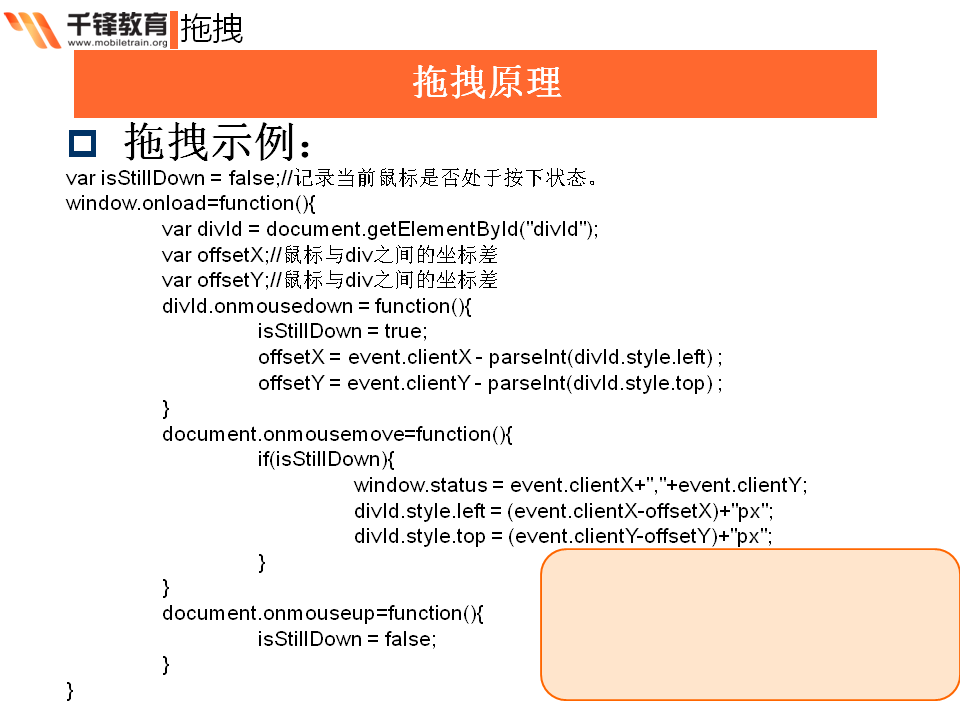 千锋教育
www.mobiletrain.org
拖拽
拖拽原理
拖拽示例：
var isStillDown = false;//记录当前鼠标是否处于按下状态。
window.onload=function(){
var divId = document.getElementById("divId");
var offsetX;//鼠标与div之间的坐标差
var offsetY;//鼠标与div之间的坐标差
divId.onmousedown = function(){
isStillDown = true;
offsetX = event.clientX - parseInt(divId.style.left) ;
offsetY = event.clientY - parseInt(divId.style.top) ;
}
document.onmousemove=function(){
if(isStillDown){
window.status = event.clientX+","+event.clientY;
divId.style.left = (event.clientX-offsetX)+"px";
divId.style.top = (event.clientY-offsetY)+"px";
}
}
document.onmouseup=function(){
isStillDown = false;
}
}